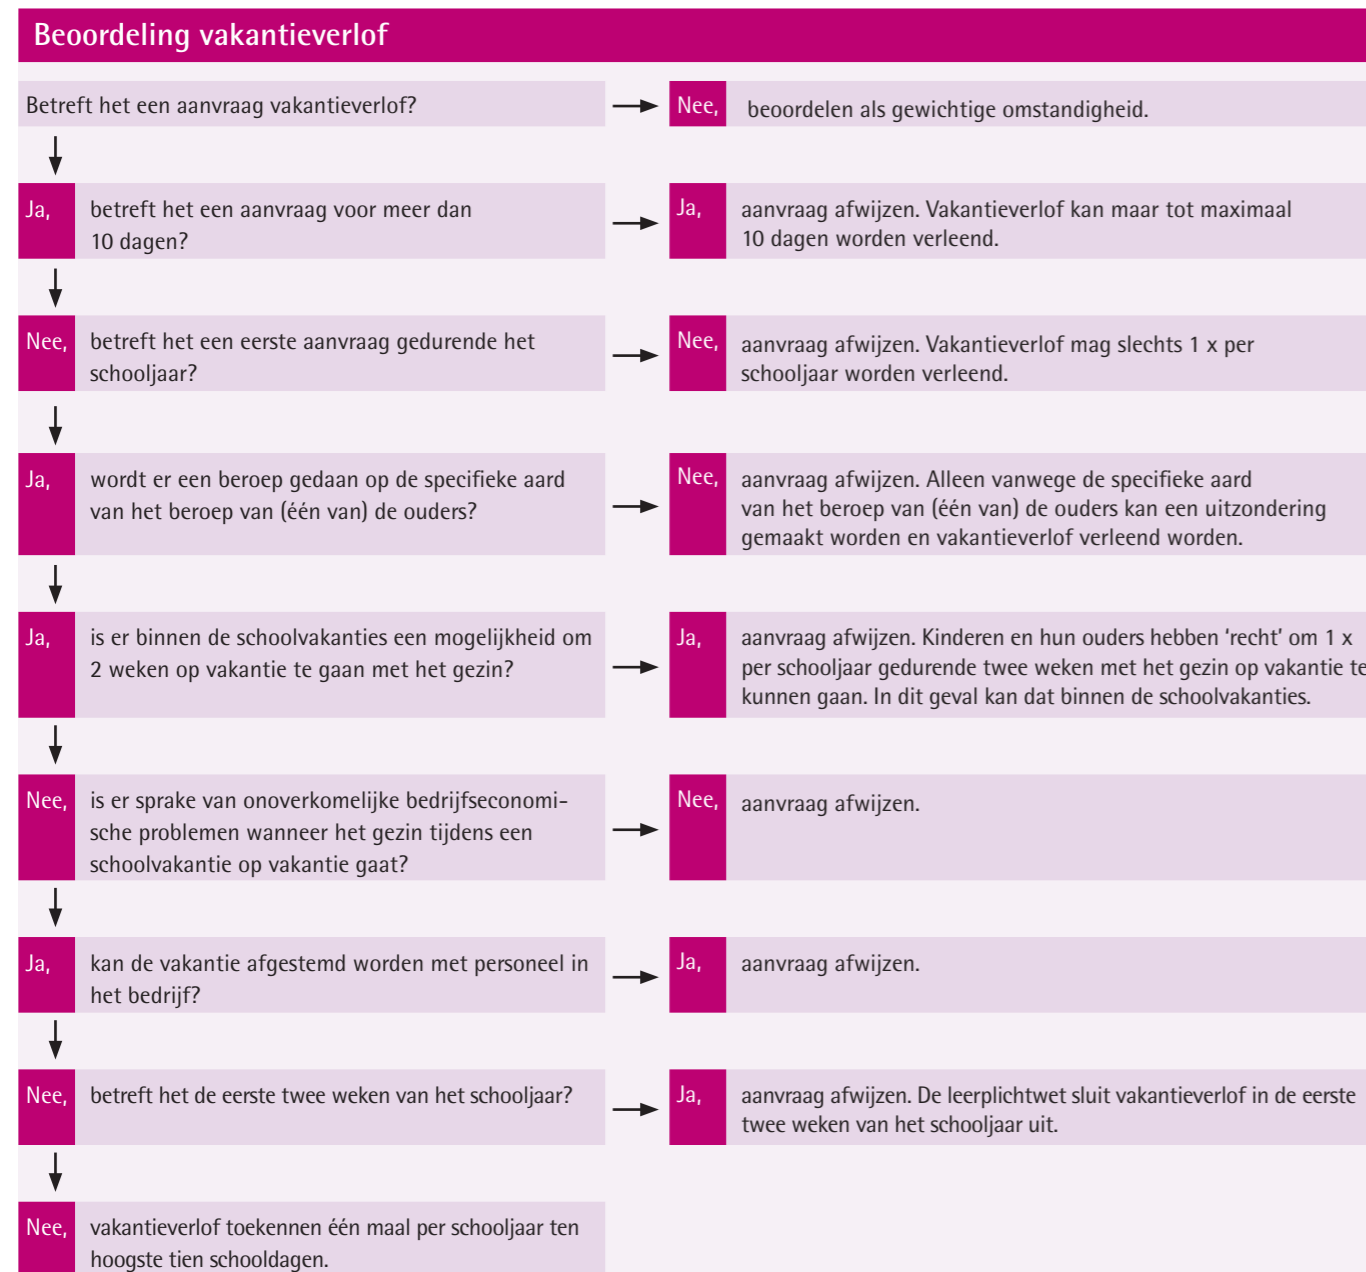 Beoordeling vakantieverlof
Betreft het een aanvraag vakantieverlof?
Nee, beoordelen als gewichtige omstandigheid.
Ja, betreft het een aanvraag voor meer dan
10 dagen?
Ja, aanvraag afwijzen. Vakantieverlof kan maar tot maximaal
10 dagen worden verleend.
Nee, betreft het een eerste aanvraag gedurende het
schooljaar?
Nee, aanvraag afwijzen. Vakantieverlof mag slechts 1 x per
schooljaar worden verleend.
Ja, wordt er een beroep gedaan op de specifieke aard
van het beroep van (één van) de ouders?
Nee, aanvraag afwijzen. Alleen vanwege de specifieke aard
van het beroep van (één van) de ouders kan een uitzondering
gemaakt worden en vakantieverlof verleend worden.
Ja, is er binnen de schoolvakanties een mogelijkheid om
2 weken op vakantie te gaan met het gezin?
Ja, aanvraag afwijzen. Kinderen en hun ouders hebben ‘recht’ om 1 x
per schooljaar gedurende twee weken met het gezin op vakantie te
kunnen gaan. In dit geval kan dat binnen de schoolvakanties.
Nee, is er sprake van onoverkomelijke bedrijfseconomi-
sche problemen wanneer het gezin tijdens een
schoolvakantie op vakantie gaat?
Nee, aanvraag afwijzen.
Ja, kan de vakantie afgestemd worden met personeel in
het bedrijf?
Ja, aanvraag afwijzen.
Nee, betreft het de eerste twee weken van het schooljaar?
Ja, aanvraag afwijzen. De leerplichtwet sluit vakantieverlof in de eerste
twee weken van het schooljaar uit.
Nee, vakantieverlof toekennen één maal per schooljaar ten
hoogste tien schooldagen.